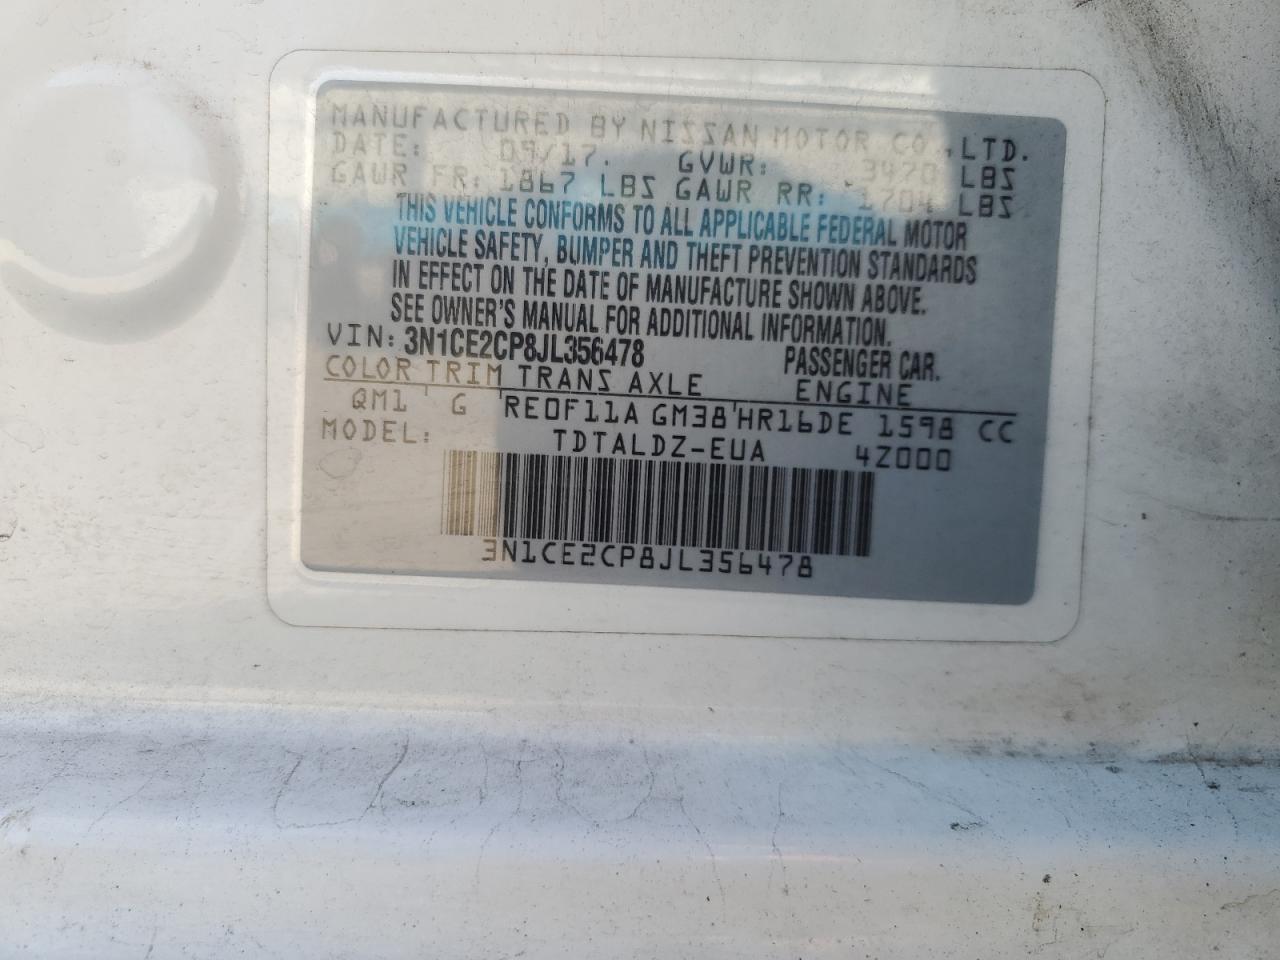 MANUFACTURED BY NISSAN MOTOR CO.,LTD.
DATE: 09/17. GVWR: 3470 LBS
GAWR FR: 1867 LBS GAWR RR: 1704 LBS
THIS VEHICLE CONFORMS TO ALL APPLICABLE FEDERAL MOTOR
VEHICLE SAFETY, BUMPER AND THEFT PREVENTION STANDARDS
IN EFFECT ON THE DATE OF MANUFACTURE SHOWN ABOVE.
SEE OWNER'S MANUAL FOR ADDITIONAL INFORMATION.
VIN: 3N1CE2CP8JL356478 PASSENGER CAR.
COLOR TRIM TRANS AXLE ENGINE
QM1 G RE0F11A GM38 HR16DE 1598 CC
MODEL: TDTALDZ-EUA 4Z000
3N1CE2CP8JL356478